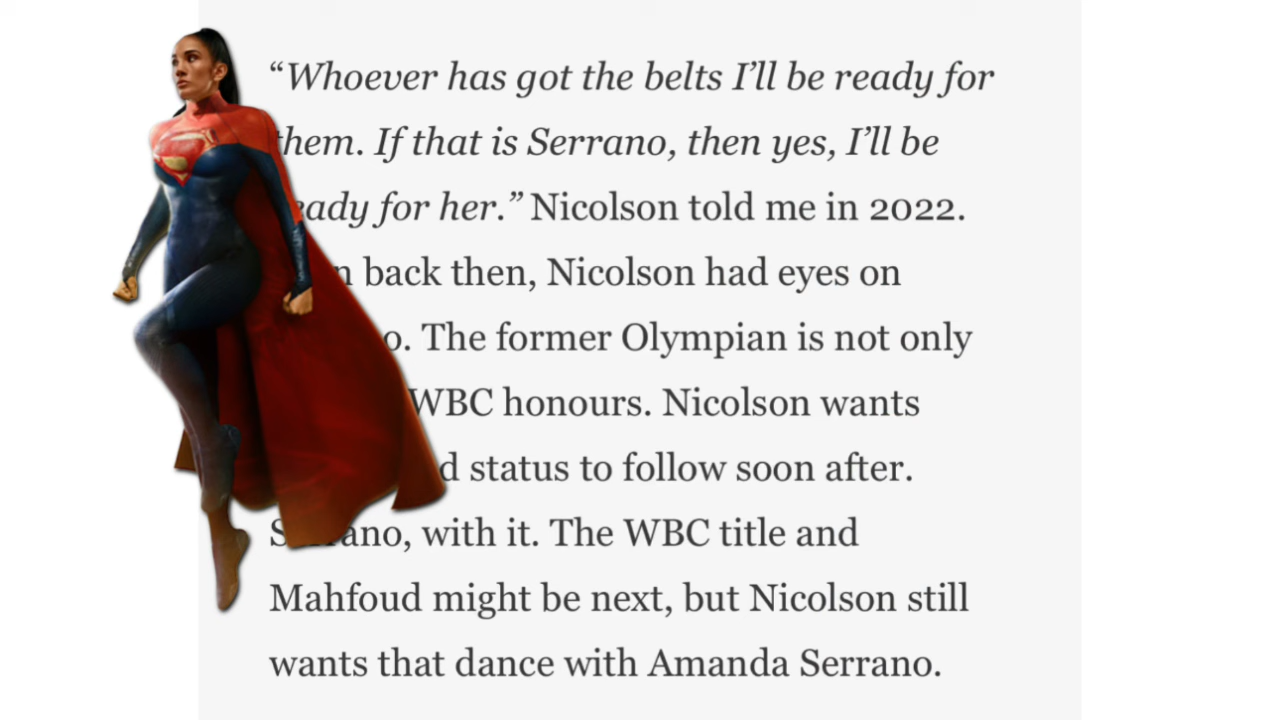 “Whoever has got the belts I’ll be ready for
them. If that is Serrano, then yes, I’ll be
ready for her.” Nicolson told me in 2022.
back then, Nicolson had eyes on
The former Olympian is not only
WBC honours. Nicolson wants
status to follow soon after.
Serrano, with it. The WBC title and
Mahfoud might be next, but Nicolson still
wants that dance with Amanda Serrano.